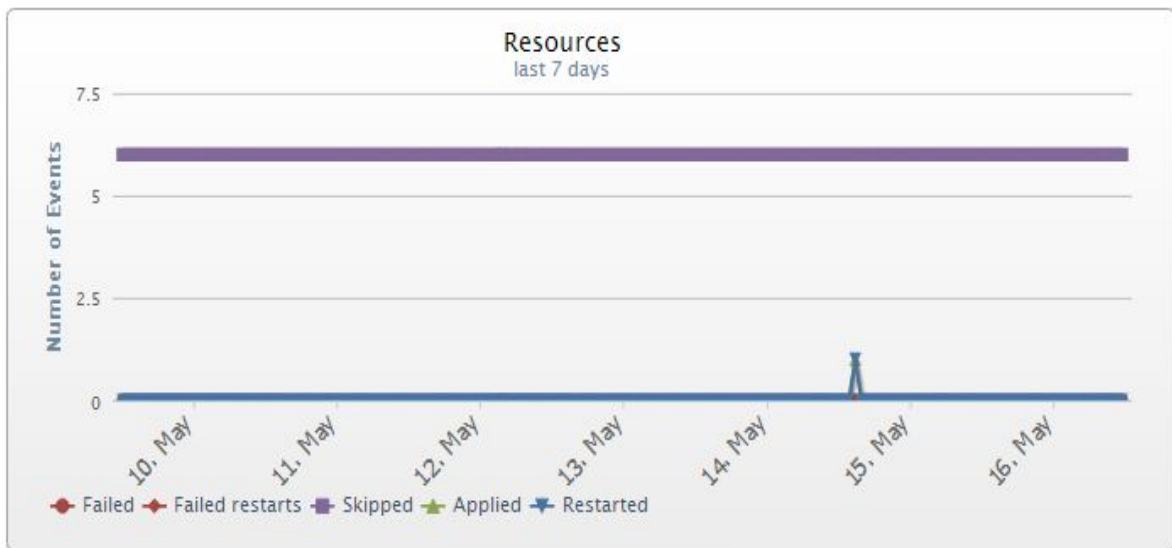 Resources
last 7 days
Number of Events
7.5
5
2.5
0
10. May
11. May
12. May
13. May
14. May
15. May
16. May
Failed
Failed restarts
Skipped
Applied
Restarted